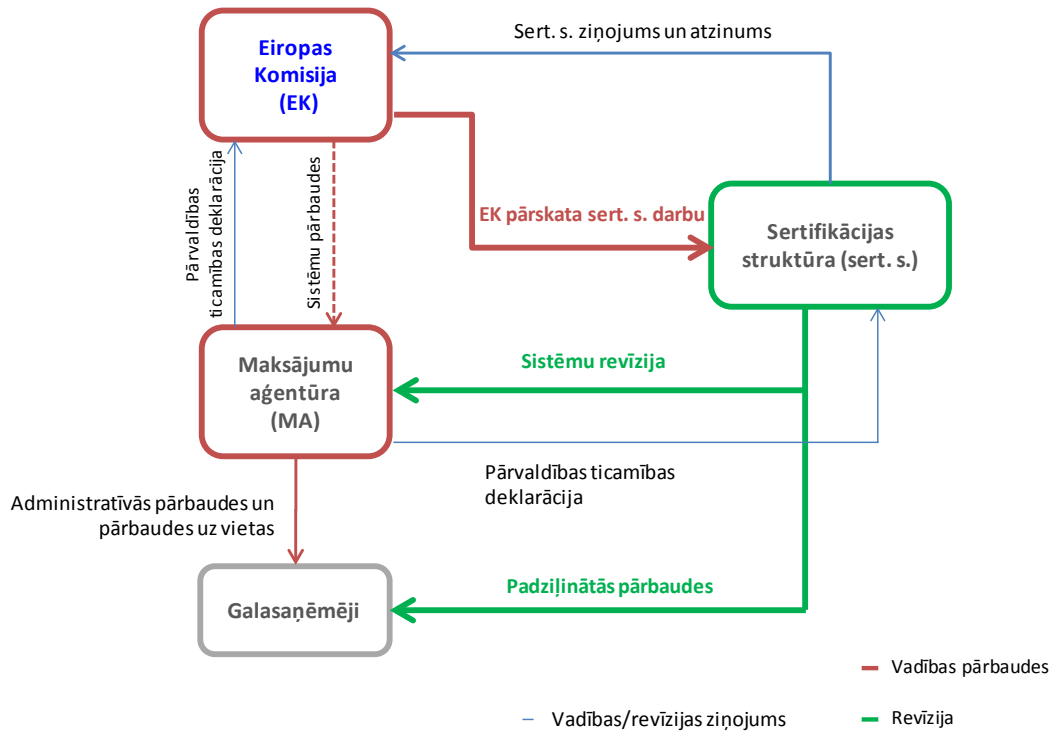 Sert. s. ziņojums un atzinums
Eiropas
Komisija
(EK)
Pārvaldības
ticamības deklarācija
Sistēmu pārbaudes
EK pārskata sert. s. darbu
Sertifikācijas
struktūra (sert. s.)
Maksājumu
aģentūra
(MA)
Sistēmu revīzija
Pārvaldības ticamības
deklarācija
Administratīvās pārbaudes un
pārbaudes uz vietas
Galasaņēmēji
Padziļinātās pārbaudes
Vadības pārbaudes
Vadības/revīzijas ziņojums
Revīzija